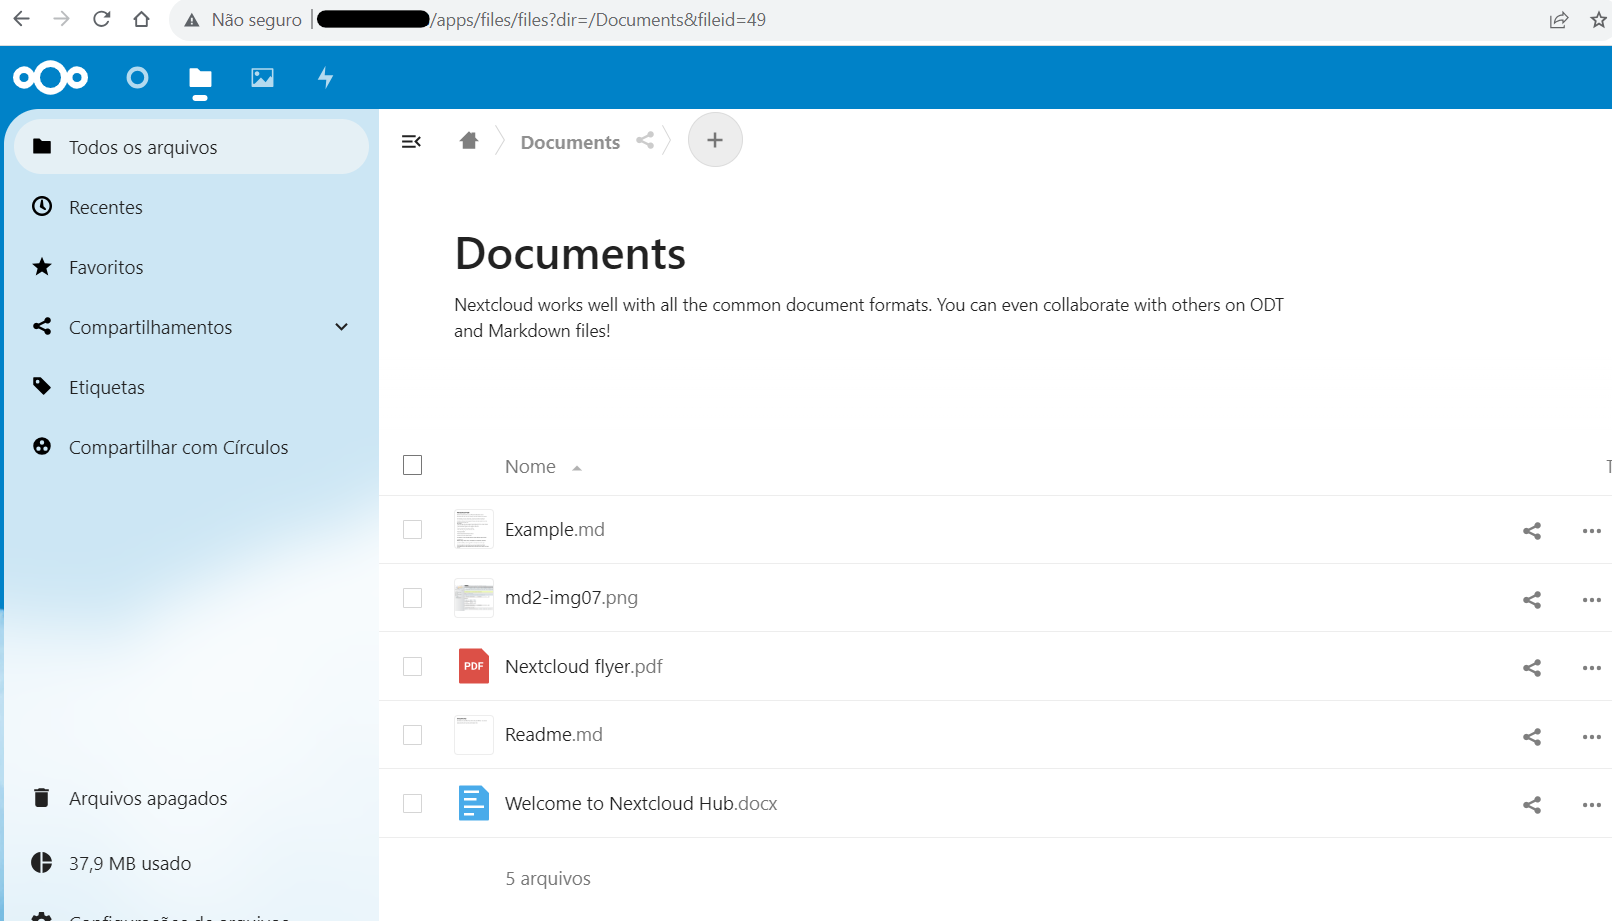 Não seguro
/apps/files/files?dir=/Documents&fileid=49
Todos os arquivos
Recentes
Favoritos
Compartilhamentos
Etiquetas
Compartilhar com Círculos
Arquivos apagados
37,9 MB usado
Configurações de arquivos
Documents
Documents
Nextcloud works well with all the common document formats. You can even collaborate with others on ODT
and Markdown files!
Nome
Example.md
md2-img07.png
PDF
Nextcloud flyer.pdf
Readme.md
Welcome to Nextcloud Hub.docx
5 arquivos